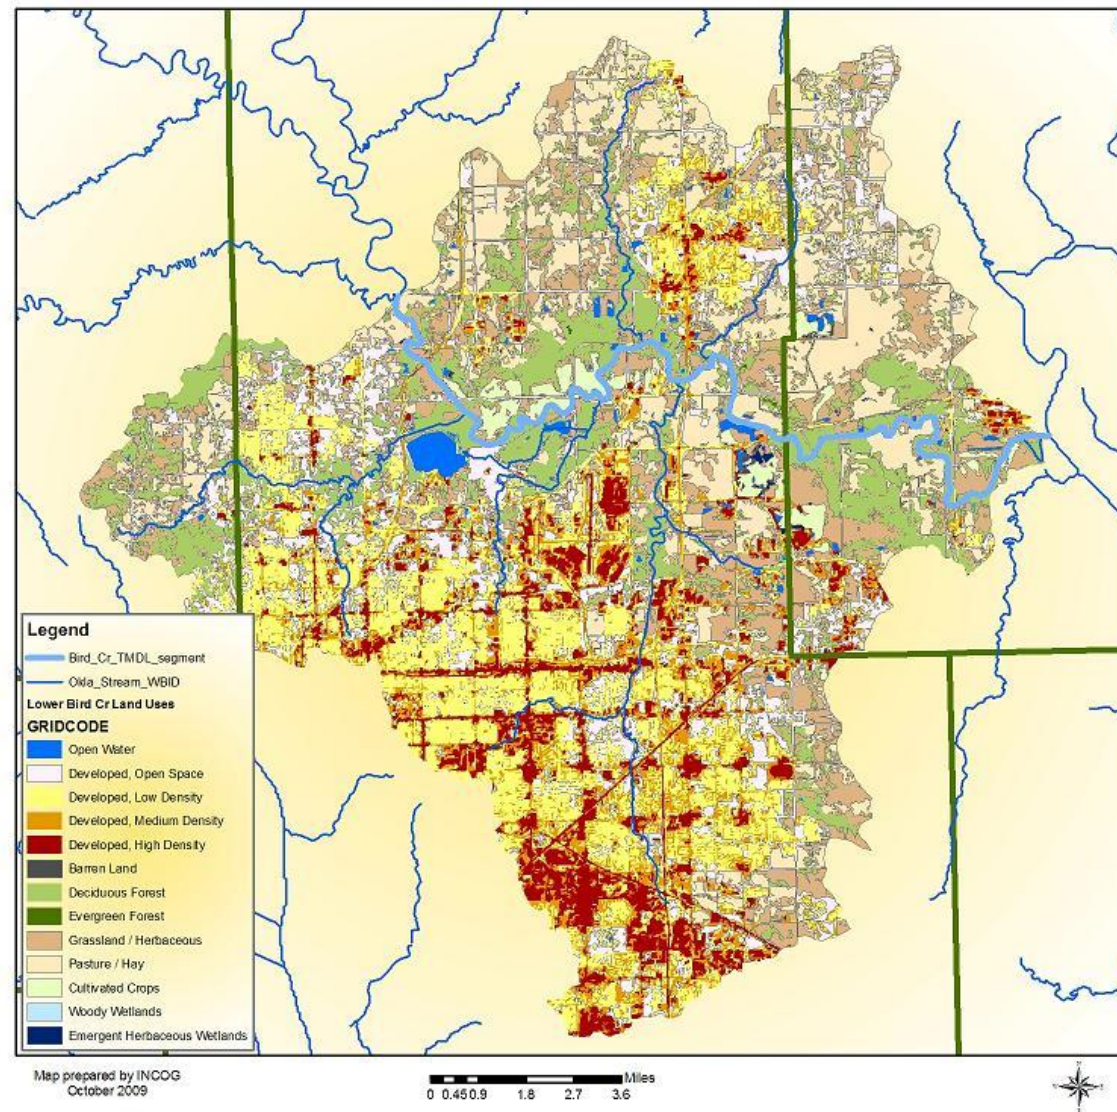 Legend
Bird_Cr_TMDL_segment
Okla_Stream_WBID
Lower Bird Cr Land Uses
GRIDCODE
Open Water
Developed, Open Space
Developed, Low Density
Developed, Medium Density
Developed, High Density
Barren Land
Deciduous Forest
Evergreen Forest
Grassland / Herbaceous
Pasture / Hay
Cultivated Crops
Woody Wetlands
Emergent Herbaceous Wetlands
Map prepared by INCOG
October 2009
Miles
0 0.45 0.9 1.8 2.7 3.6